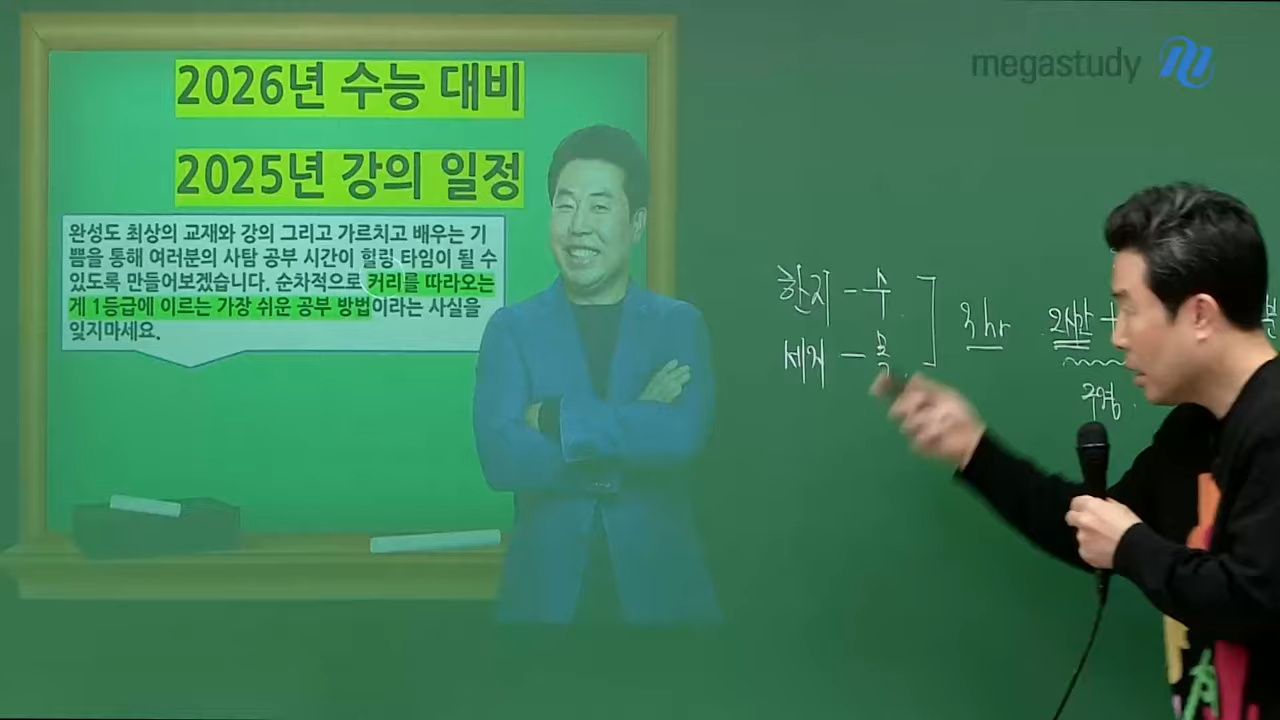 megastudy
2026년 수능 대비
2025년 강의 일정
완성도 최상의 교재와 강의 그리고 가르치고 배우는 기
쁨을 통해 여러분의 사탐 공부 시간이 힐링 타임이 될 수
있도록 만들어보겠습니다. 순차적으로 커리를 따라오는
게 1등급에 이르는 가장 쉬운 공부 방법이라는 사실을
잊지마세요.
한지 - 수
세지 - 목
2시간 +